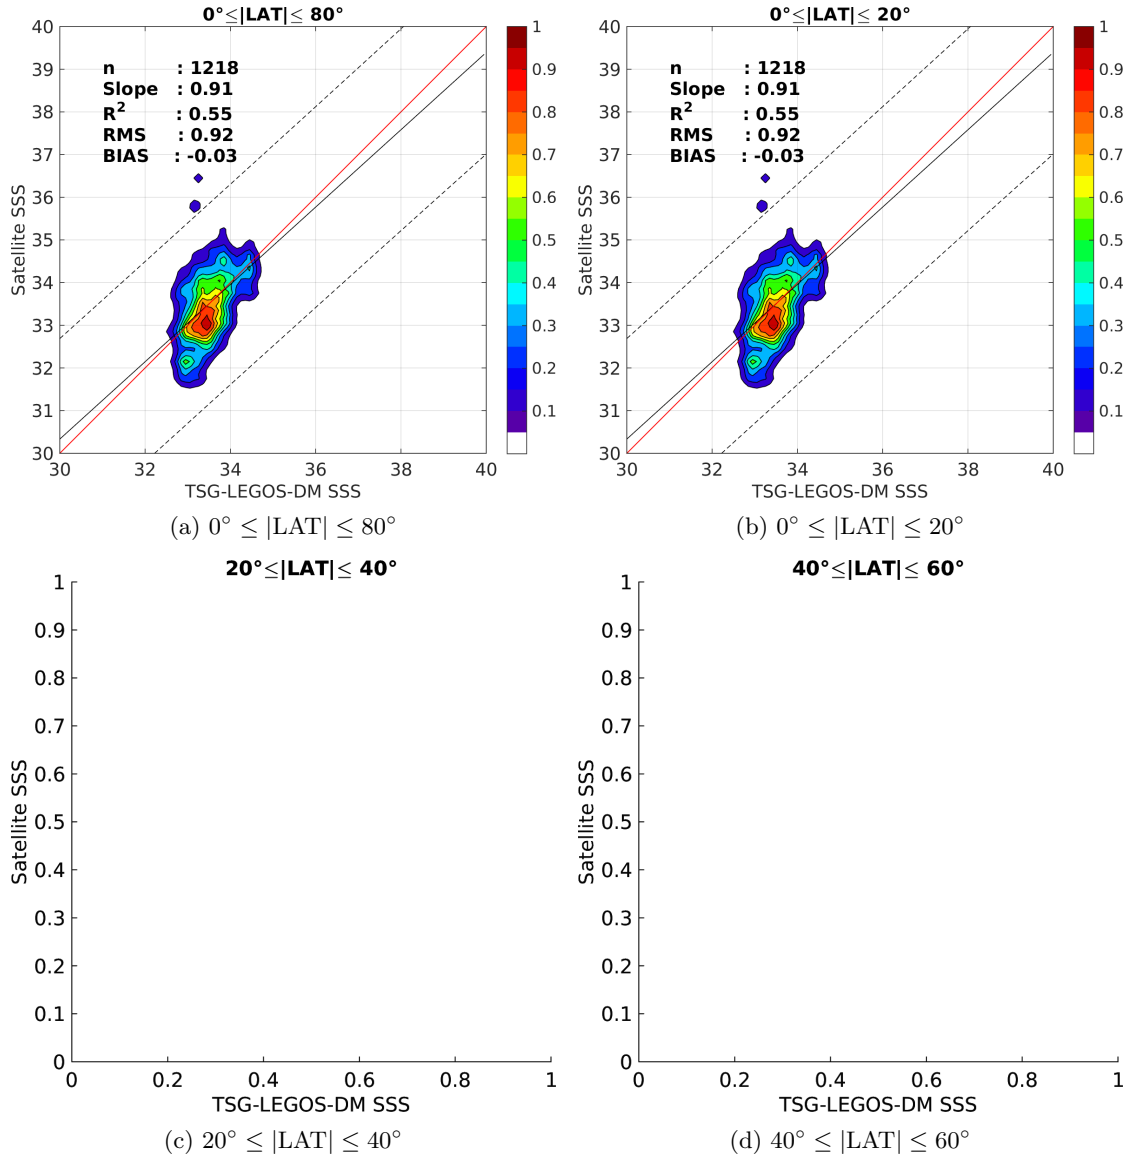 0°≤|LAT|≤ 80°
40
39
38
37
36
35
34
33
32
31
30
Satellite SSS
n : 1218
Slope : 0.91
R² : 0.55
RMS : 0.92
BIAS : -0.03
30 32 34 36 38 40
TSG-LEGOS-DM SSS
1
0.9
0.8
0.7
0.6
0.5
0.4
0.3
0.2
0.1
(a) 0° ≤ |LAT| ≤ 80°
0°≤|LAT|≤ 20°
40
39
38
37
36
35
34
33
32
31
30
Satellite SSS
n : 1218
Slope : 0.91
R² : 0.55
RMS : 0.92
BIAS : -0.03
30 32 34 36 38 40
TSG-LEGOS-DM SSS
1
0.9
0.8
0.7
0.6
0.5
0.4
0.3
0.2
0.1
(b) 0° ≤ |LAT| ≤ 20°
20°≤|LAT|≤ 40°
1
0.9
0.8
0.7
0.6
0.5
0.4
0.3
0.2
0.1
0
Satellite SSS
0 0.2 0.4 0.6 0.8 1
TSG-LEGOS-DM SSS
(c) 20° ≤ |LAT| ≤ 40°
40°≤|LAT|≤ 60°
1
0.9
0.8
0.7
0.6
0.5
0.4
0.3
0.2
0.1
0
Satellite SSS
0 0.2 0.4 0.6 0.8 1
TSG-LEGOS-DM SSS
(d) 40° ≤ |LAT| ≤ 60°